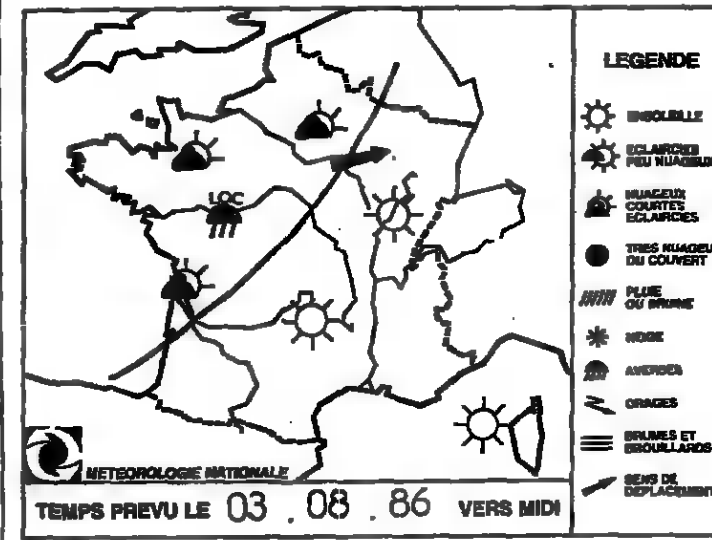 LOC
METEOROLOGIE NATIONALE
TEMPS PREVU LE 03 . 08 . 86 VERS MIDI
LEGENDE
ENSOLEILLE
ECLAIRCIES
PEU NUAGEUX
NUAGEUX
COURTES
ECLAIRCIES
TRES NUAGEUX
OU COUVERT
PLUIE
OU BRUINE
NEIGE
AVERSES
ORAGES
BRUMES ET
BROUILLARDS
SENS DE
DEPLACEMENT